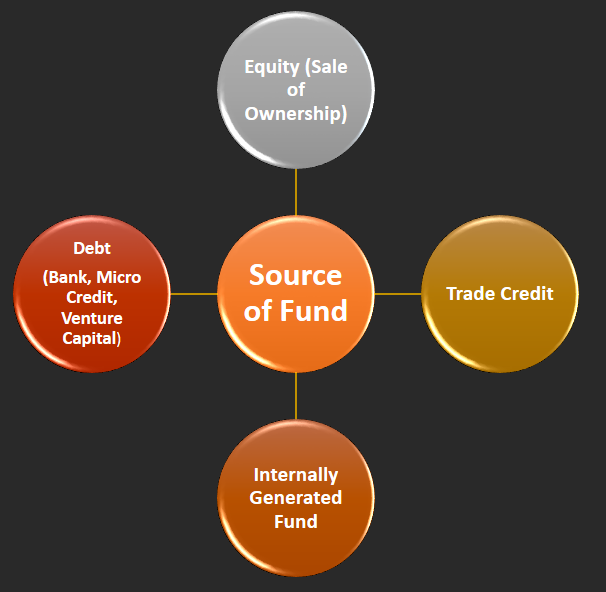 Equity (Sale
of
Ownership)
Debt
(Bank, Micro
Credit,
Venture
Capital)
Source
of Fund
Trade Credit
Internally
Generated
Fund